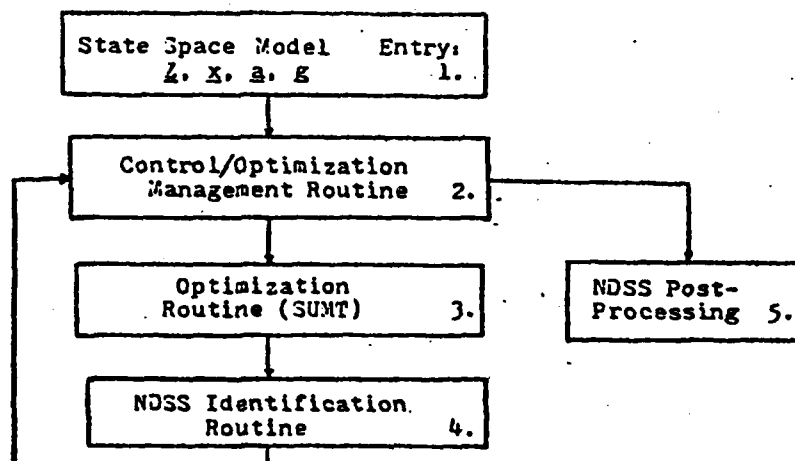 State Space Model Entry:
Z, x, a, g 1.
Control/Optimization
Management Routine 2.
Optimization
Routine (SUMT) 3.
NDSS Post-
Processing 5.
NDSS Identification
Routine 4.